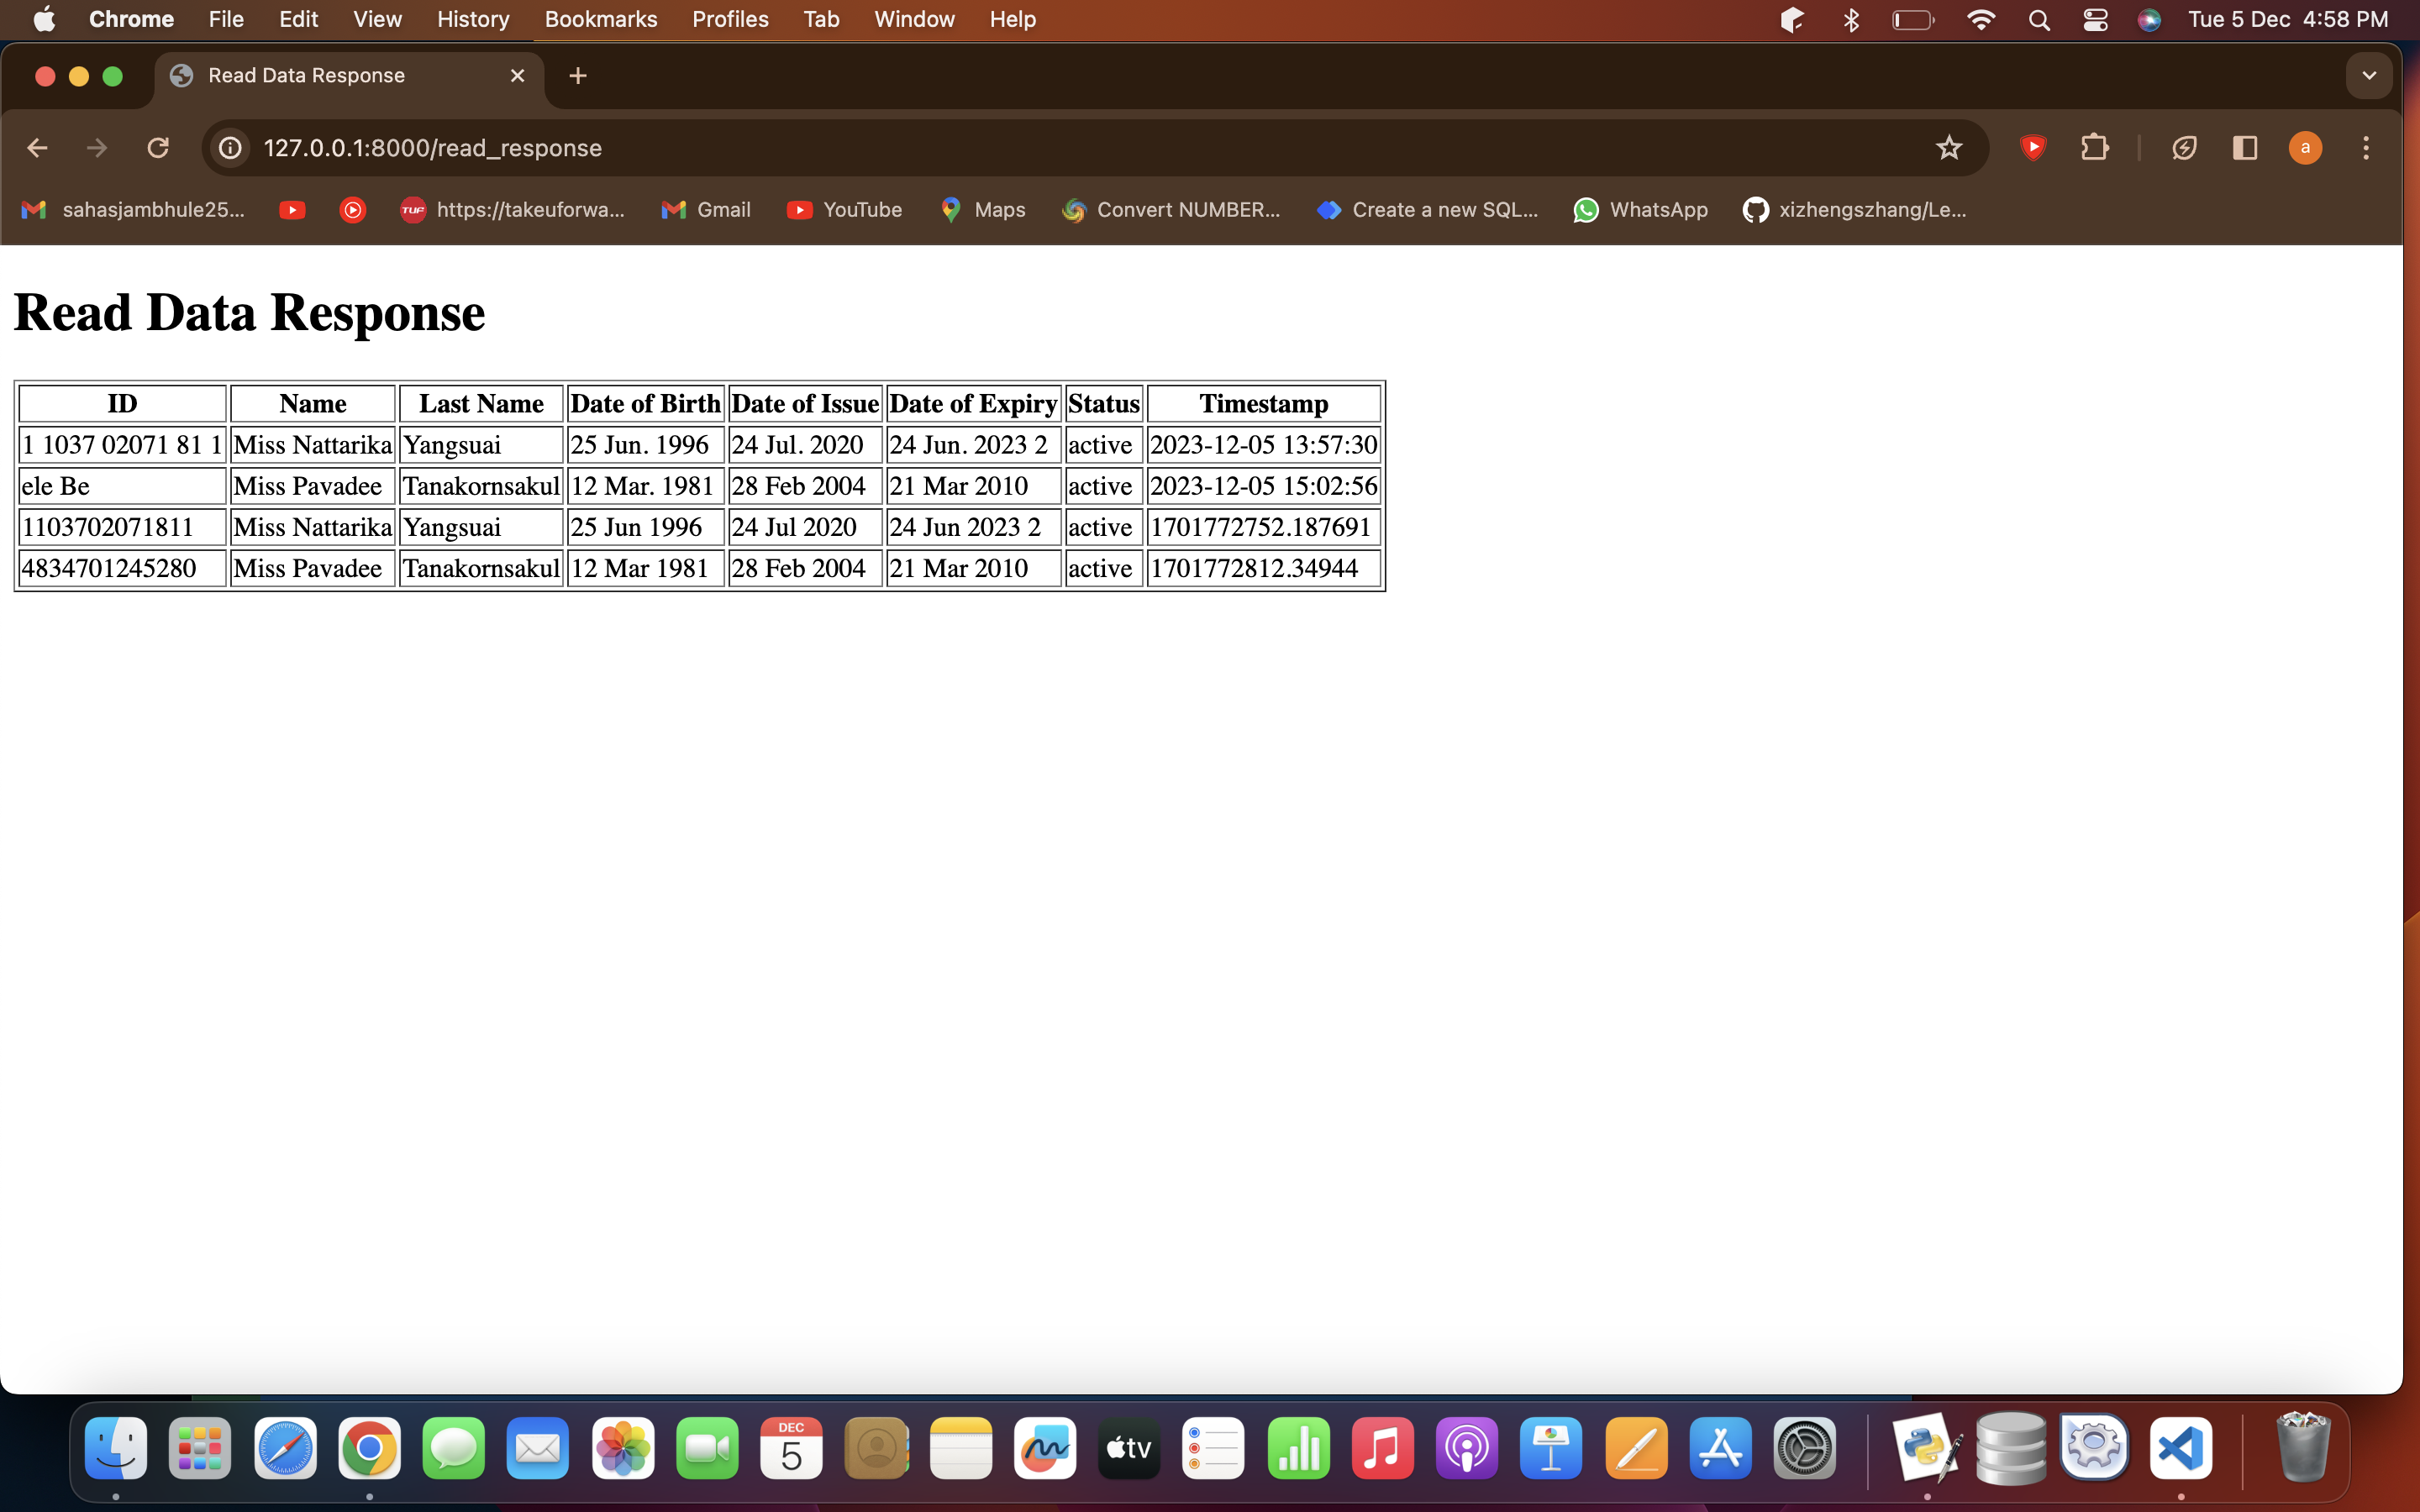 Chrome File Edit View History Bookmarks Profiles Tab Window Help Tue 5 Dec 4:58 PM
Read Data Response
127.0.0.1:8000/read_response a
sahasjambhule25... TUF https://takeuforwa... Gmail YouTube Maps Convert NUMBER... Create a new SQL... WhatsApp xizhengszhang/Le...
Read Data Response
ID Name Last Name Date of Birth Date of Issue Date of Expiry Status Timestamp
1 1037 02071 81 1 Miss Nattarika Yangsuai 25 Jun. 1996 24 Jul. 2020 24 Jun. 2023 2 active 2023-12-05 13:57:30
ele Be Miss Pavadee Tanakornsakul 12 Mar. 1981 28 Feb 2004 21 Mar 2010 active 2023-12-05 15:02:56
1103702071811 Miss Nattarika Yangsuai 25 Jun 1996 24 Jul 2020 24 Jun 2023 2 active 1701772752.187691
4834701245280 Miss Pavadee Tanakornsakul 12 Mar 1981 28 Feb 2004 21 Mar 2010 active 1701772812.34944
DEC
5 tv